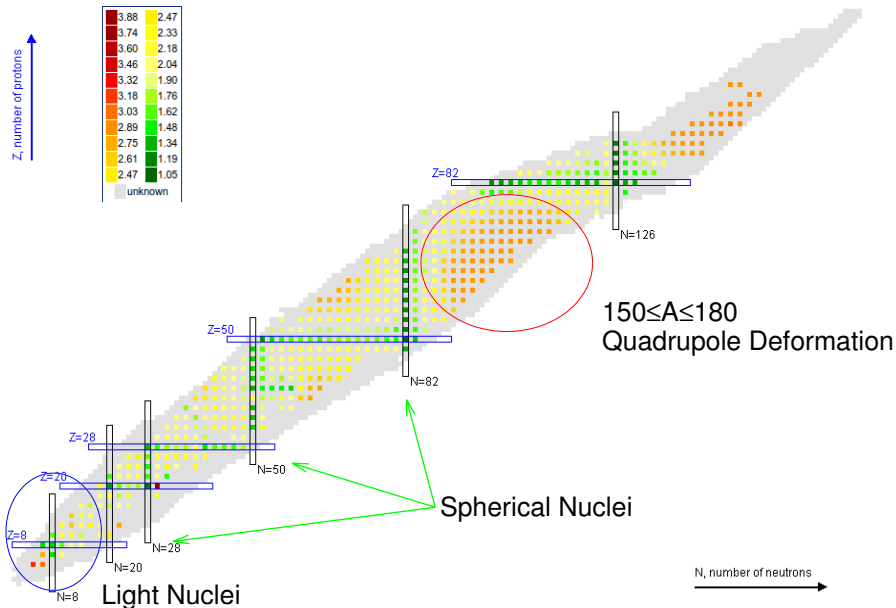 Z, number of protons
3.88 2.47
3.74 2.33
3.60 2.18
3.46 2.04
3.32 1.90
3.18 1.76
3.03 1.62
2.89 1.48
2.75 1.34
2.61 1.19
2.47 1.05
unknown
Z=82
N=126
150≤A≤180
Quadrupole Deformation
Z=50
N=82
Z=28
N=50
Z=20
Spherical Nuclei
Z=8
N=28
N=20
N=8
Light Nuclei
N, number of neutrons